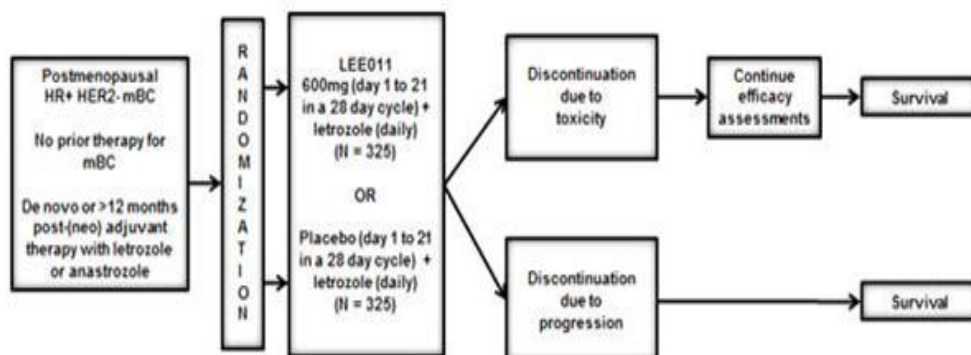 Postmenopausal
HR+ HER2- mBC
No prior therapy for
mBC
De novo or >12 months
post-(neo) adjuvant
therapy with letrozole
or anastrozole
RANDOMIZATION
LEE011
600mg (day 1 to 21
in a 28 day cycle) +
letrozole (daily)
(N = 325)
OR
Placebo (day 1 to 21
in a 28 day cycle) +
letrozole (daily)
(N = 325)
Discontinuation
due to
toxicity
Continue
efficacy
assessments
Survival
Discontinuation
due to
progression
Survival